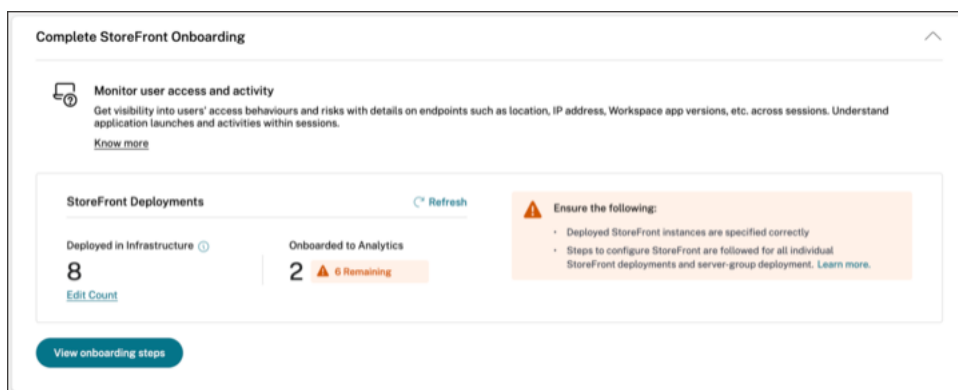 Complete StoreFront Onboarding
Monitor user access and activity
Get visibility into users' access behaviours and risks with details on endpoints such as location, IP address, Workspace app versions, etc. across sessions. Understand
application launches and activities within sessions.
Know more
StoreFront Deployments
Refresh
Deployed in Infrastructure
8
Edit Count
Onboarded to Analytics
2
6 Remaining
Ensure the following:
• Deployed StoreFront instances are specified correctly
• Steps to configure StoreFront are followed for all individual
StoreFront deployments and server-group deployment. Learn more.
View onboarding steps